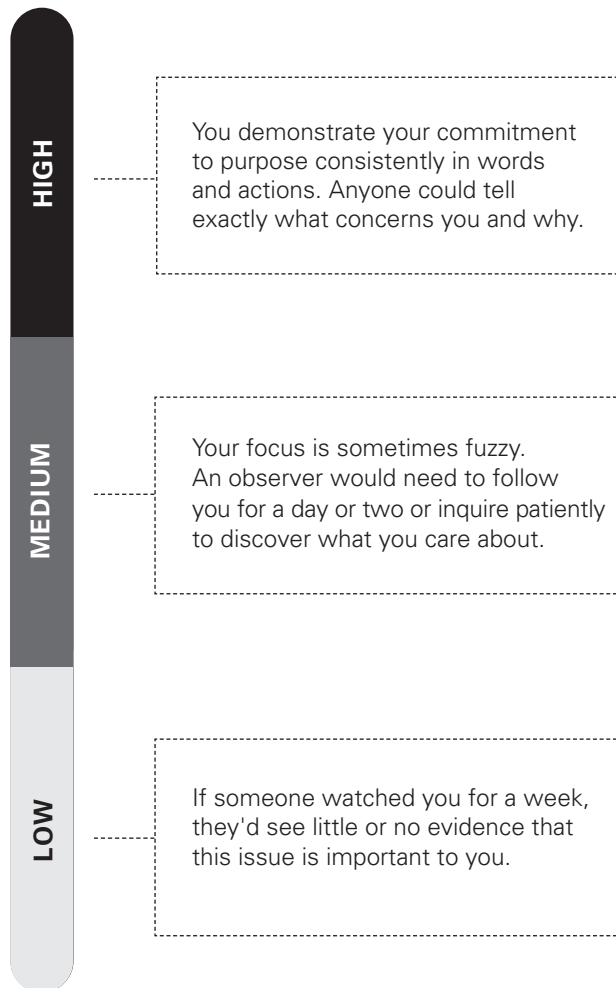 HIGH
You demonstrate your commitment
to purpose consistently in words
and actions. Anyone could tell
exactly what concerns you and why.
MEDIUM
Your focus is sometimes fuzzy.
An observer would need to follow
you for a day or two or inquire patiently
to discover what you care about.
LOW
If someone watched you for a week,
they'd see little or no evidence that
this issue is important to you.